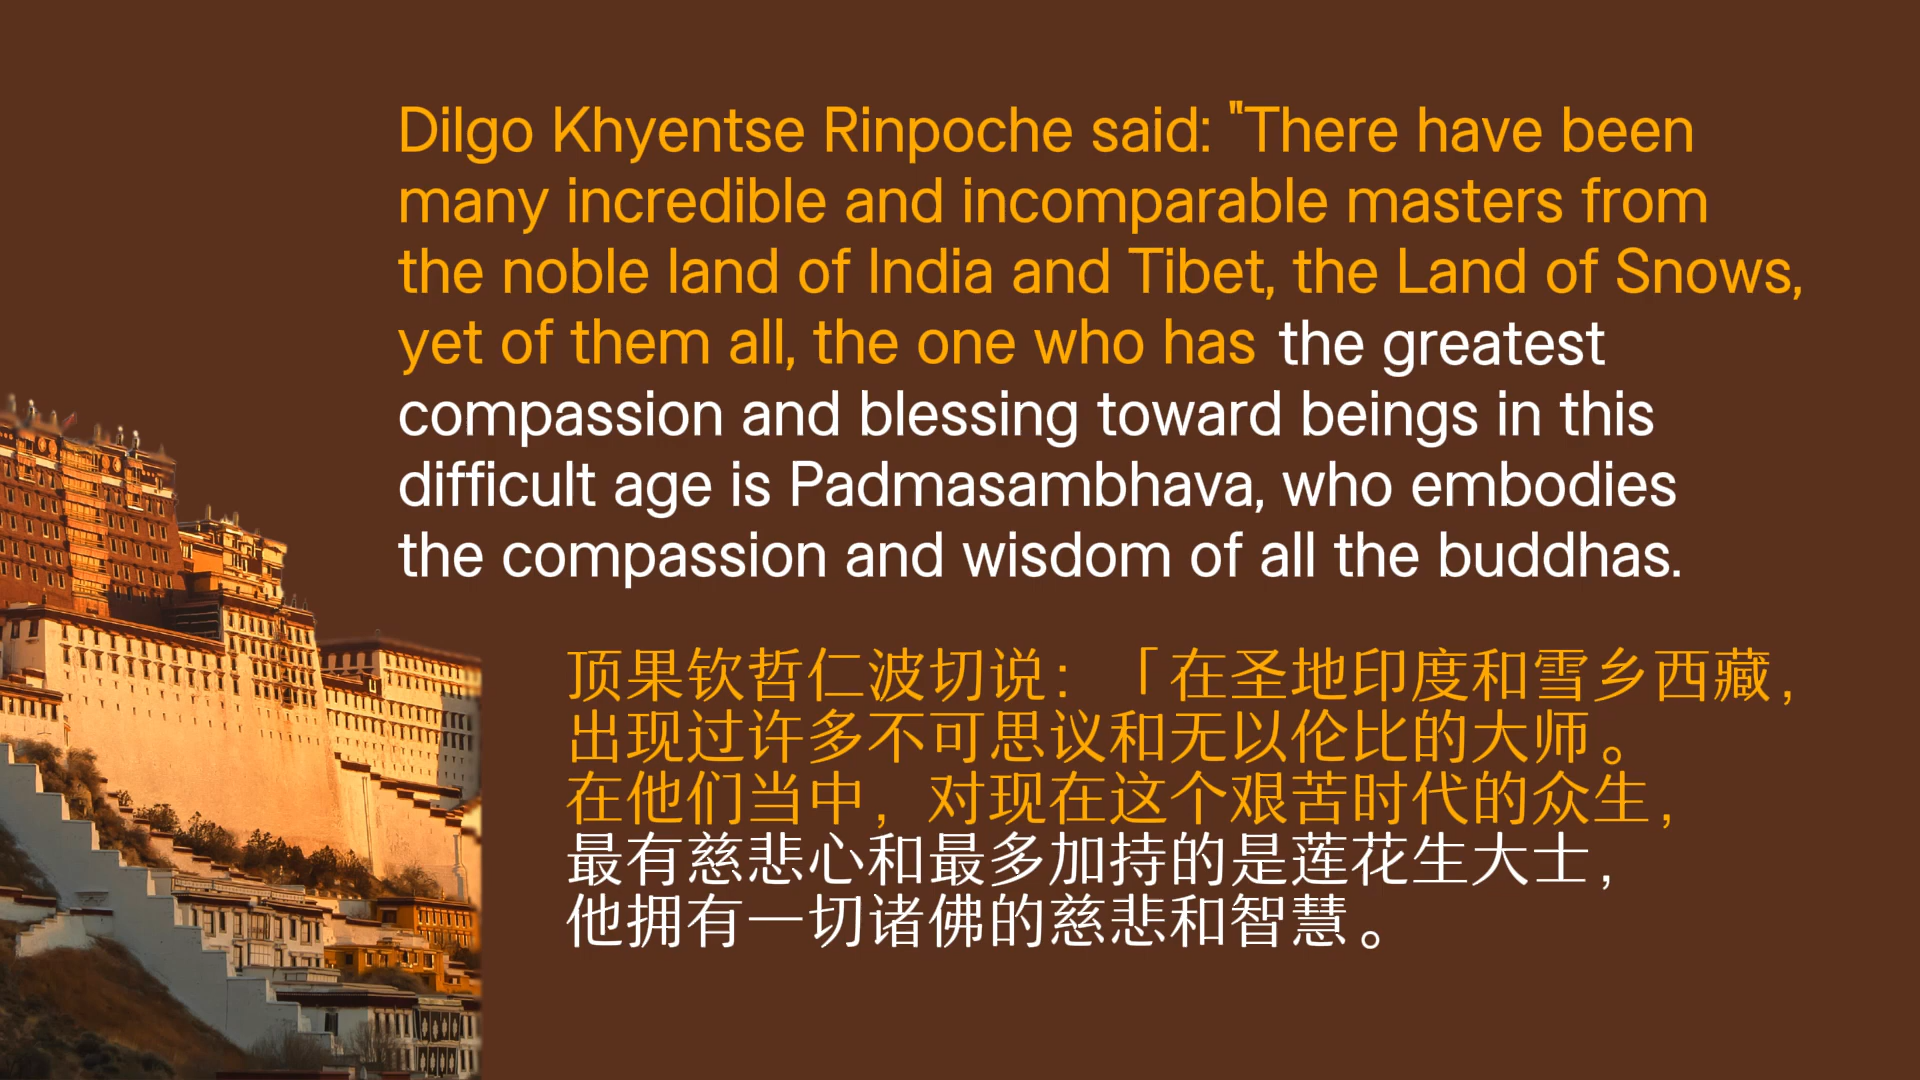 Dilgo Khyentse Rinpoche said: "There have been
many incredible and incomparable masters from
the noble land of India and Tibet, the Land of Snows,
yet of them all, the one who has the greatest
compassion and blessing toward beings in this
difficult age is Padmasambhava, who embodies
the compassion and wisdom of all the buddhas.
顶果钦哲仁波切说：「在圣地印度和雪乡西藏，
出现过许多不可思议和无以伦比的大师。
在他们当中，对现在这个艰苦时代的众生，
最有慈悲心和最多加持的是莲花生大士，
他拥有一切诸佛的慈悲和智慧。